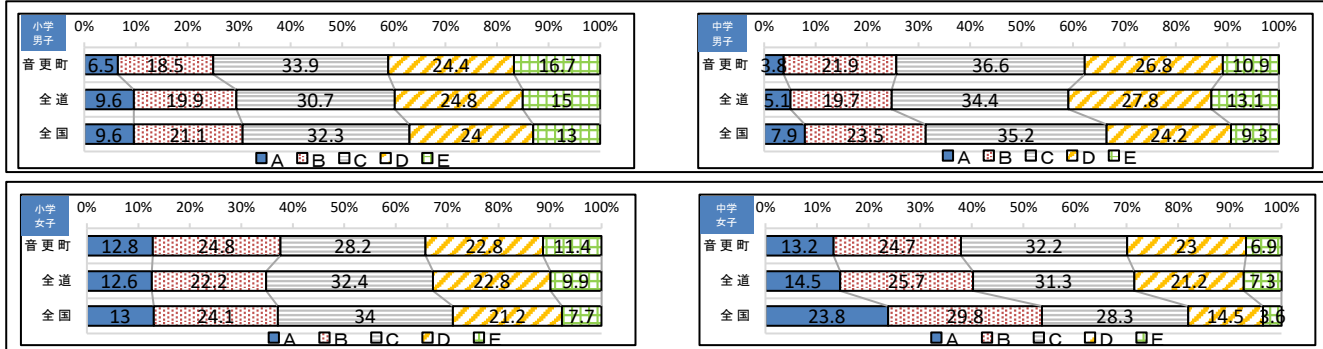 小学
男子
0% 10% 20% 30% 40% 50% 60% 70% 80% 90% 100%
音更町 6.5 18.5 33.9 24.4 16.7
全道 9.6 19.9 30.7 24.8 15
全国 9.6 21.1 32.3 24 13
A B C D E
中学
男子
0% 10% 20% 30% 40% 50% 60% 70% 80% 90% 100%
音更町 3.8 21.9 36.6 26.8 10.9
全道 5.1 19.7 34.4 27.8 13.1
全国 7.9 23.5 35.2 24.2 9.3
A B C D E
小学
女子
0% 10% 20% 30% 40% 50% 60% 70% 80% 90% 100%
音更町 12.8 24.8 28.2 22.8 11.4
全道 12.6 22.2 32.4 22.8 9.9
全国 13 24.1 34 21.2 7.7
A B C D E
中学
女子
0% 10% 20% 30% 40% 50% 60% 70% 80% 90% 100%
音更町 13.2 24.7 32.2 23 6.9
全道 14.5 25.7 31.3 21.2 7.3
全国 23.8 29.8 28.3 14.5 3.6
A B C D E